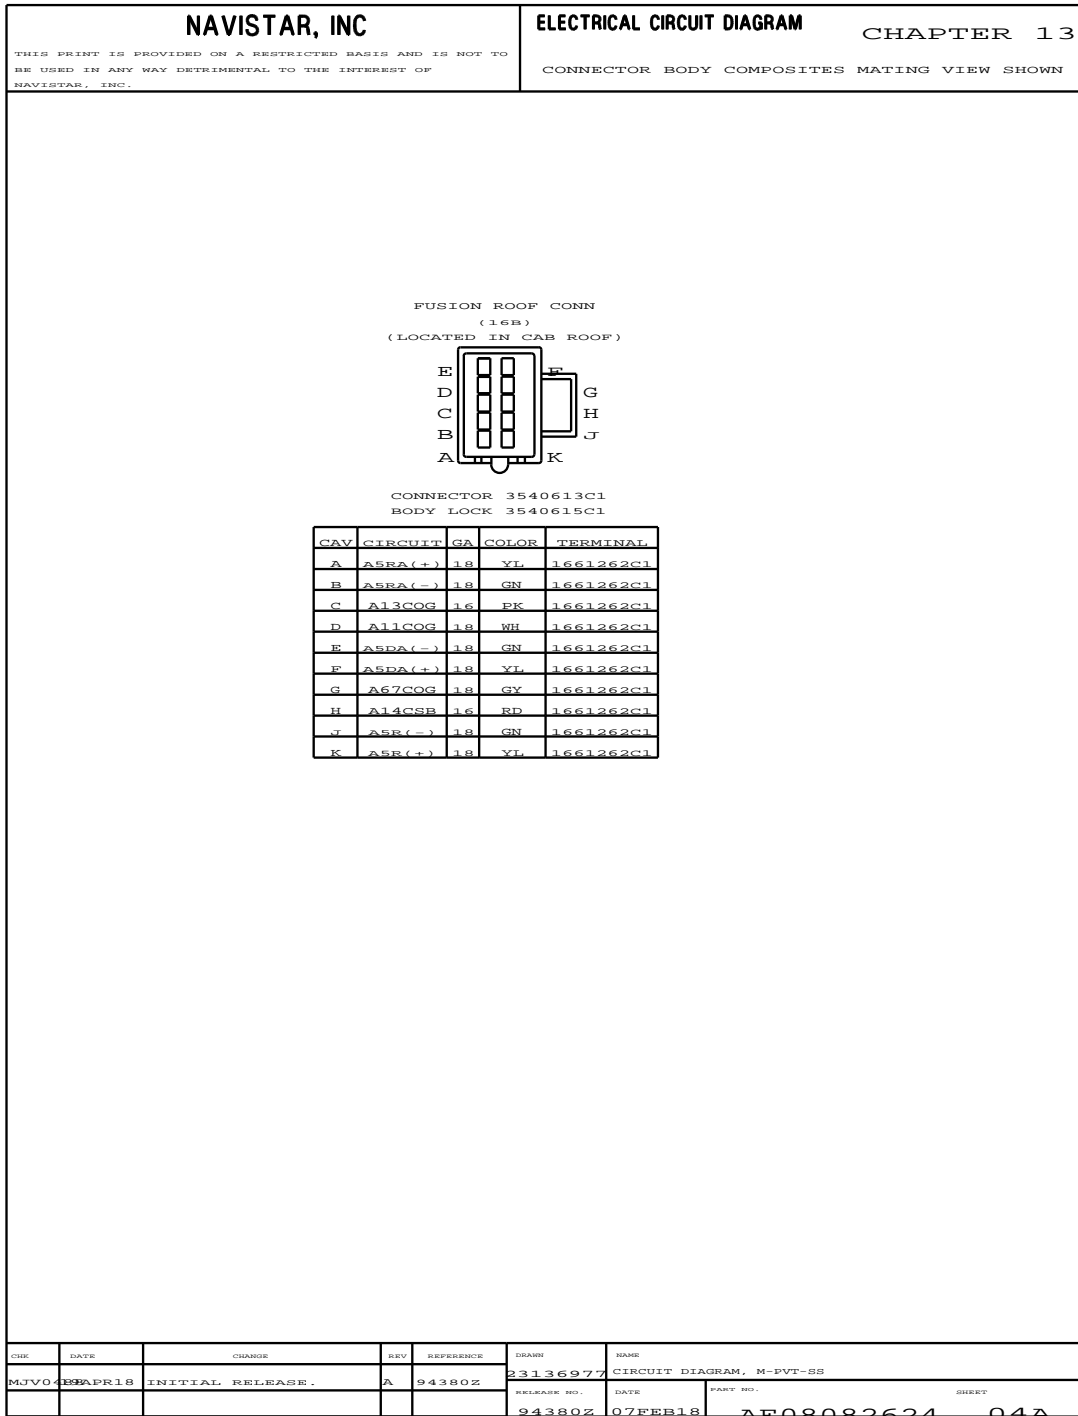 NAVISTAR, INC
THIS PRINT IS PROVIDED ON A RESTRICTED BASIS AND IS NOT TO
BE USED IN ANY WAY DETRIMENTAL TO THE INTEREST OF
NAVISTAR, INC.
ELECTRICAL CIRCUIT DIAGRAM
CHAPTER 13
CONNECTOR BODY COMPOSITES MATING VIEW SHOWN
FUSION ROOF CONN
(16B)
(LOCATED IN CAB ROOF)
E F
D G
C H
B J
A K
CONNECTOR 3540613C1
BODY LOCK 3540615C1
CAV CIRCUIT GA COLOR TERMINAL
A A5RA(+) 18 YL 1661262C1
B A5RA(-) 18 GN 1661262C1
C A13COG 16 PK 1661262C1
D A11COG 18 WH 1661262C1
E A5DA(-) 18 GN 1661262C1
F A5DA(+) 18 YL 1661262C1
G A67COG 18 GY 1661262C1
H A14CSB 16 RD 1661262C1
J A5R(-) 18 GN 1661262C1
K A5R(+) 18 YL 1661262C1
CHK DATE CHANGE REV REFERENCE
INITIAL RELEASE. A 94380Z
DRAWN
23136977
NAME
CIRCUIT DIAGRAM, M-PVT-SS
RELEASE NO.
94380Z
DATE
07FEB18
PART NO.
AE08082624
SHEET
04A